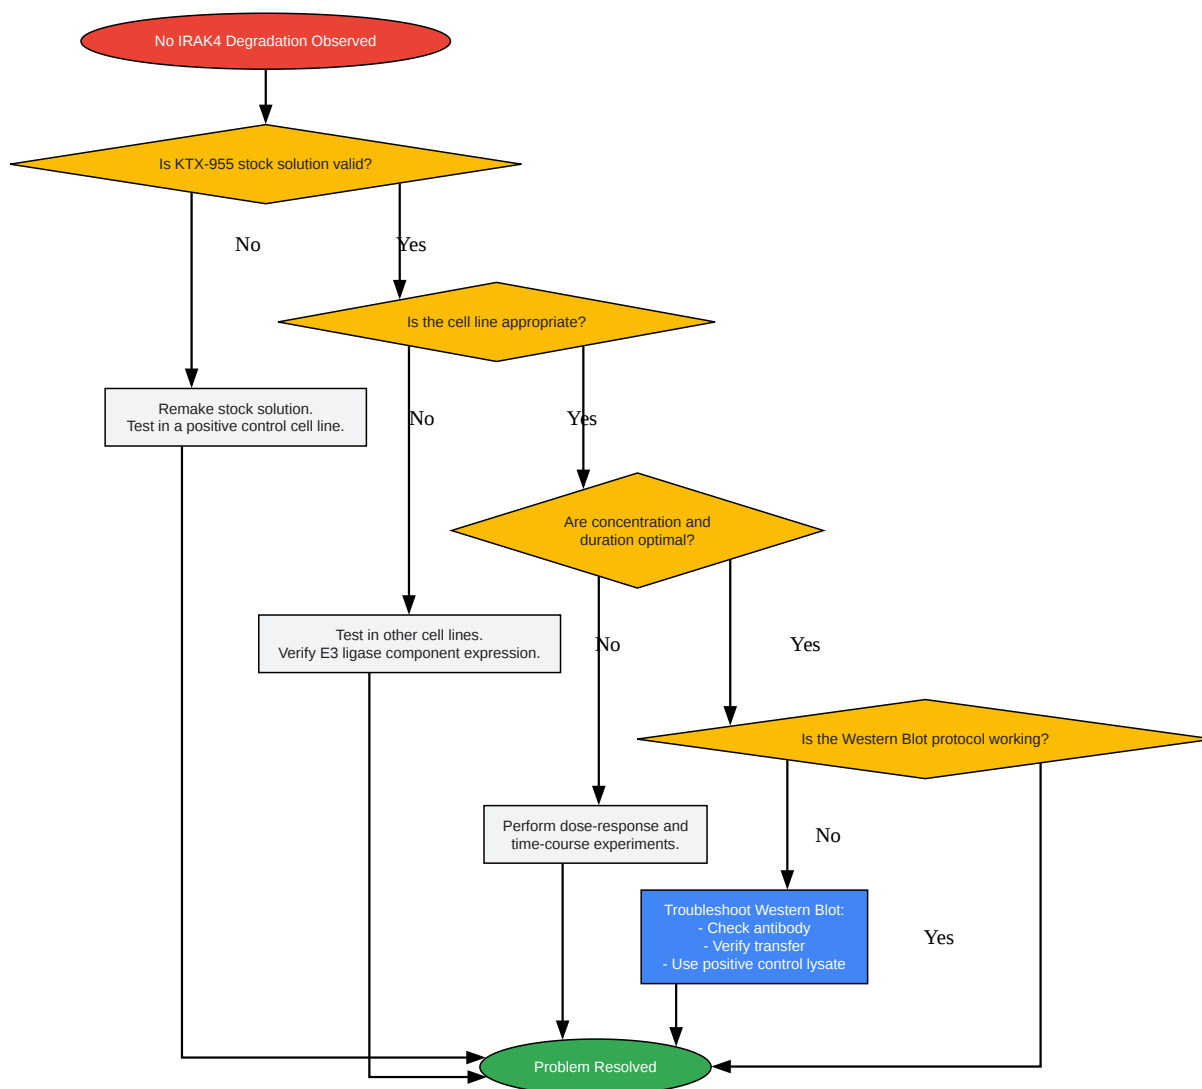 No IRAK4 Degradation Observed
Is KTX-955 stock solution valid?
No
Yes
Is the cell line appropriate?
Remake stock solution.
Test in a positive control cell line.
No
Yes
Are concentration and
duration optimal?
Test in other cell lines.
Verify E3 ligase component expression.
No
Yes
Is the Western Blot protocol working?
Perform dose-response and
time-course experiments.
No
Troubleshoot Western Blot:
- Check antibody
- Verify transfer
- Use positive control lysate
Yes
Problem Resolved